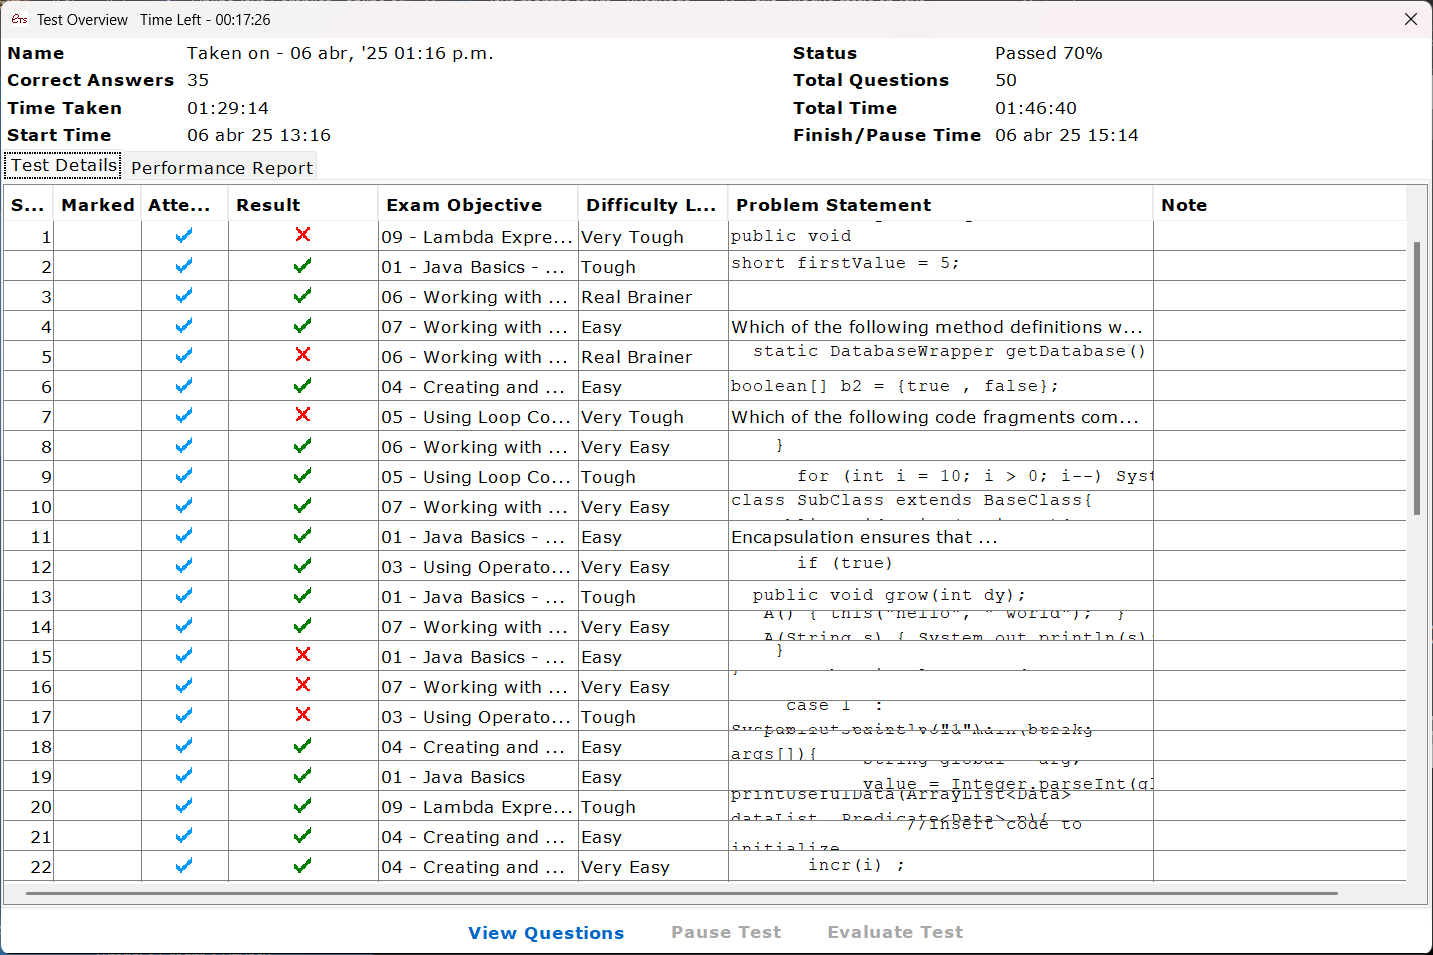 ets Test Overview Time Left - 00:17:26
Name Taken on - 06 abr, '25 01:16 p.m. Status Passed 70%
Correct Answers 35 Total Questions 50
Time Taken 01:29:14 Total Time 01:46:40
Start Time 06 abr 25 13:16 Finish/Pause Time 06 abr 25 15:14
Test Details Performance Report
S... Marked Atte... Result Exam Objective Difficulty L... Problem Statement Note
1 09 - Lambda Expre... Very Tough public void
2 01 - Java Basics - ... Tough short firstValue = 5;
3 06 - Working with ... Real Brainer
4 07 - Working with ... Easy Which of the following method definitions w...
5 06 - Working with ... Real Brainer static DatabaseWrapper getDatabase()
6 04 - Creating and ... Easy boolean[] b2 = {true , false};
7 05 - Using Loop Co... Very Tough Which of the following code fragments com...
8 06 - Working with ... Very Easy }
9 05 - Using Loop Co... Tough for (int i = 10; i > 0; i--) Syst
10 07 - Working with ... Very Easy class SubClass extends BaseClass{
11 01 - Java Basics - ... Easy Encapsulation ensures that ...
12 03 - Using Operato... Very Easy if (true)
13 01 - Java Basics - ... Tough public void grow(int dy);
14 07 - Working with ... Very Easy A() { this("hello", " world"); }
A(String s) { System.out.println(s);
15 01 - Java Basics - ... Easy }
16 07 - Working with ... Very Easy
17 03 - Using Operato... Tough case 1 :
18 04 - Creating and ... Easy args[]){
19 01 - Java Basics Easy value = Integer.parseInt(gl
20 09 - Lambda Expre... Tough printUsefulData(ArrayList<Data>
dataList, Predicate<Data> p){
21 04 - Creating and ... Easy //insert code to
initialize
22 04 - Creating and ... Very Easy incr(i) ;
View Questions Pause Test Evaluate Test